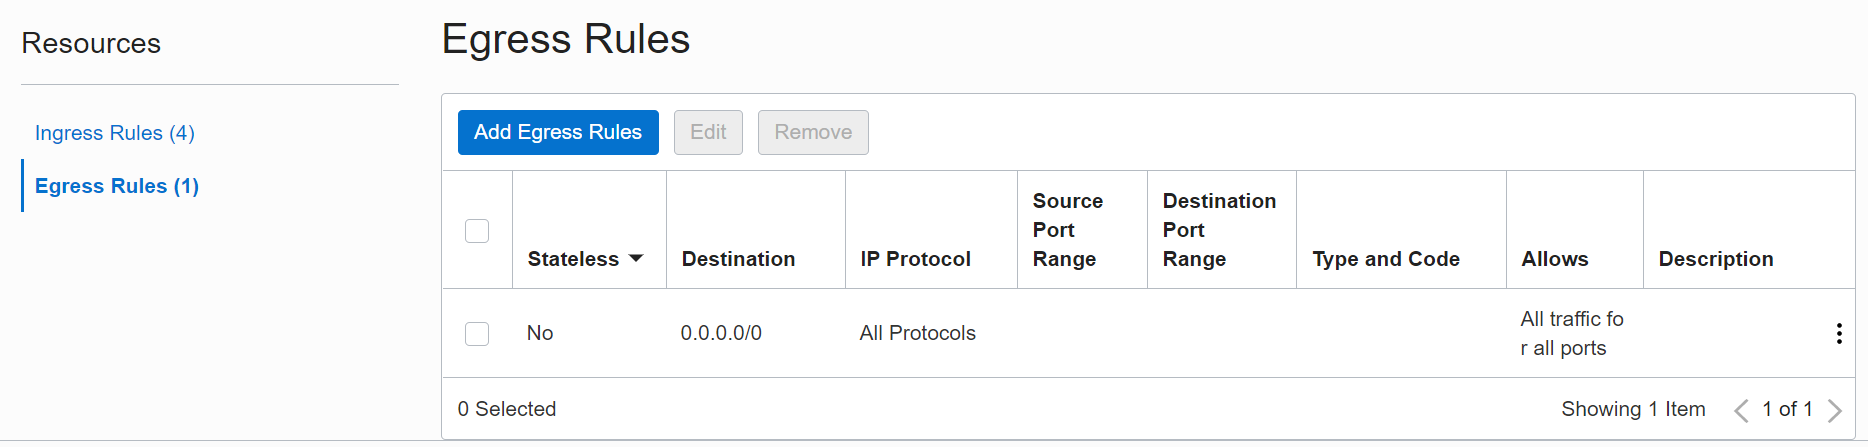 Resources
Ingress Rules (4)
Egress Rules (1)
Egress Rules
Add Egress Rules Edit Remove
Stateless Destination IP Protocol Source Port Range Destination Port Range Type and Code Allows Description
No 0.0.0.0/0 All Protocols All traffic fo
r all ports
0 Selected Showing 1 Item 1 of 1